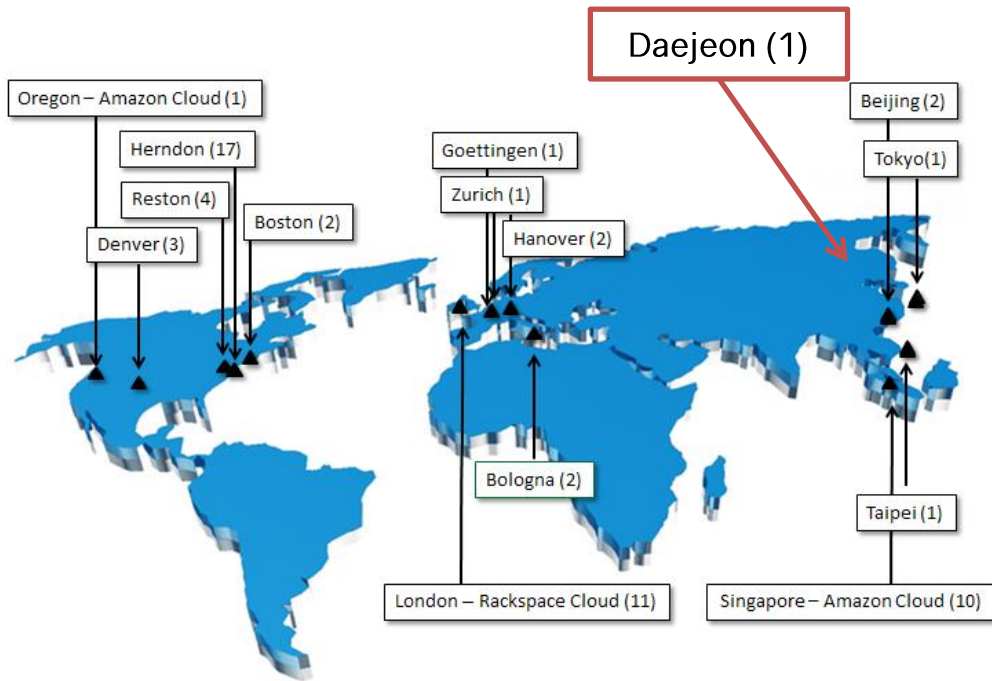 Daejeon (1)
Oregon – Amazon Cloud (1)
Beijing (2)
Herndon (17)
Goettingen (1)
Tokyo(1)
Reston (4)
Zurich (1)
Boston (2)
Hanover (2)
Denver (3)
Bologna (2)
Taipei (1)
London – Rackspace Cloud (11)
Singapore – Amazon Cloud (10)